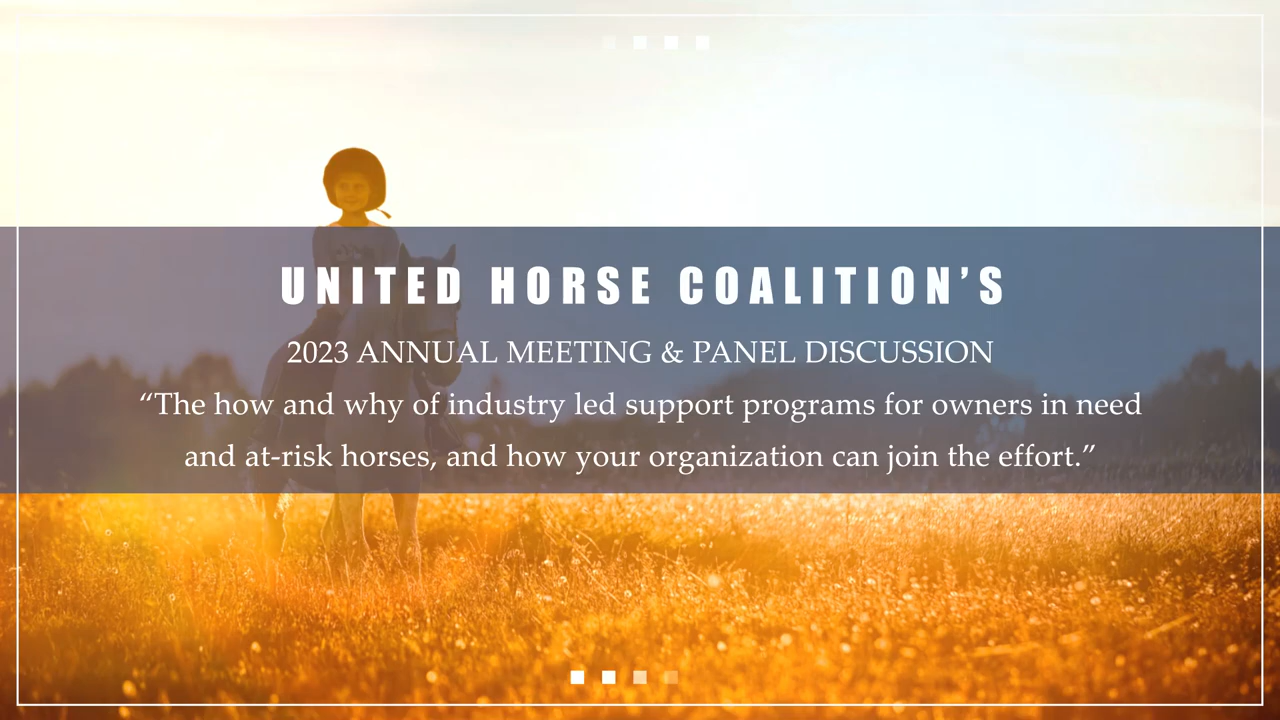 UNITED HORSE COALITION’S
2023 ANNUAL MEETING & PANEL DISCUSSION
“The how and why of industry led support programs for owners in need
and at-risk horses, and how your organization can join the effort.”